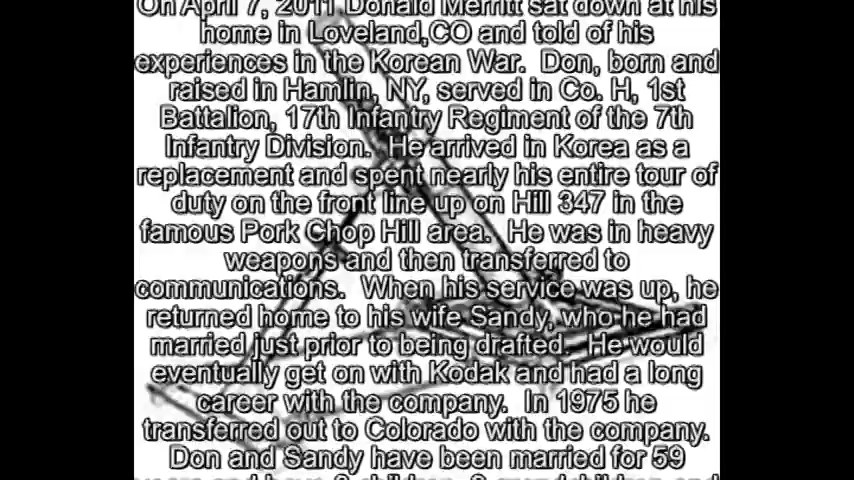 On April 7, 2011 Donald Merritt sat down at his
home in Loveland,CO and told of his
experiences in the Korean War. Don, born and
raised in Hamlin, NY, served in Co. H, 1st
Battalion, 17th Infantry Regiment of the 7th
Infantry Division. He arrived in Korea as a
replacement and spent nearly his entire tour of
duty on the front line up on Hill 347 in the
famous Pork Chop Hill area. He was in heavy
weapons and then transferred to
communications. When his service was up, he
returned home to his wife Sandy, who he had
married just prior to being drafted. He would
eventually get on with Kodak and had a long
career with the company. In 1975 he
transferred out to Colorado with the company.
Don and Sandy have been married for 59